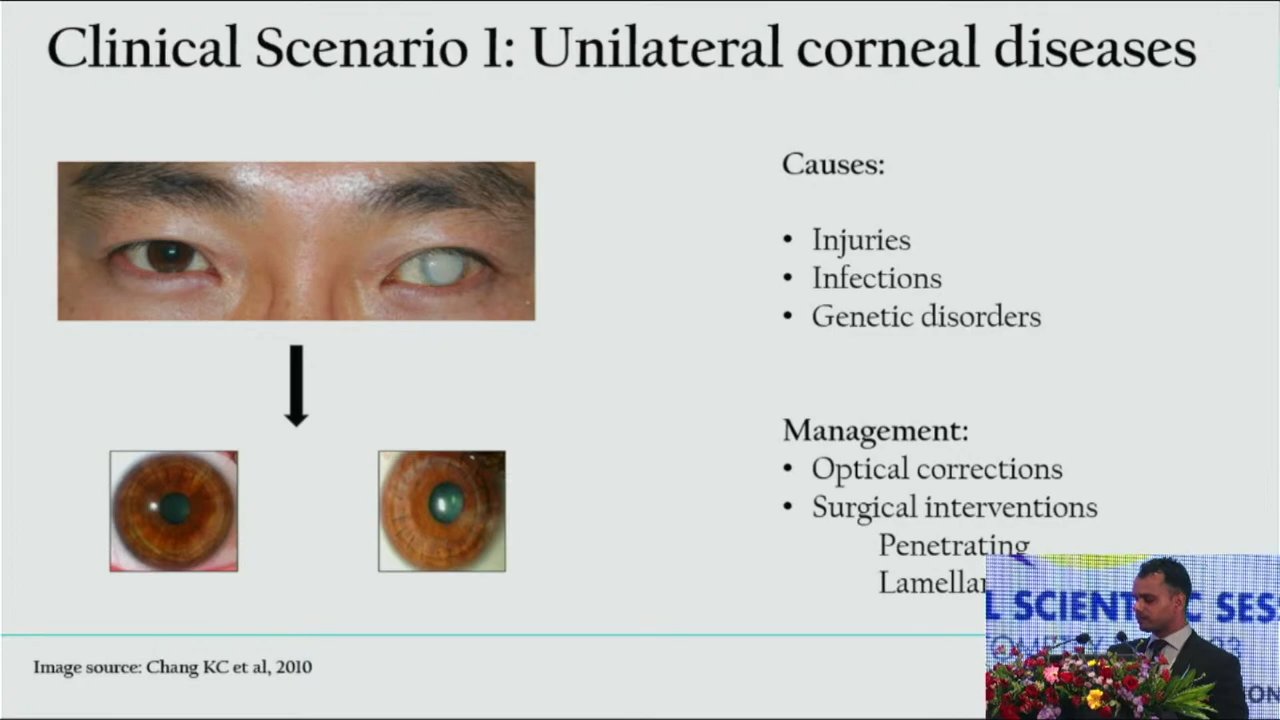 Clinical Scenario 1: Unilateral corneal diseases
Causes:
• Injuries
• Infections
• Genetic disorders
Management:
• Optical corrections
• Surgical interventions
Penetrating
Lamellar
Image source: Chang KC et al, 2010